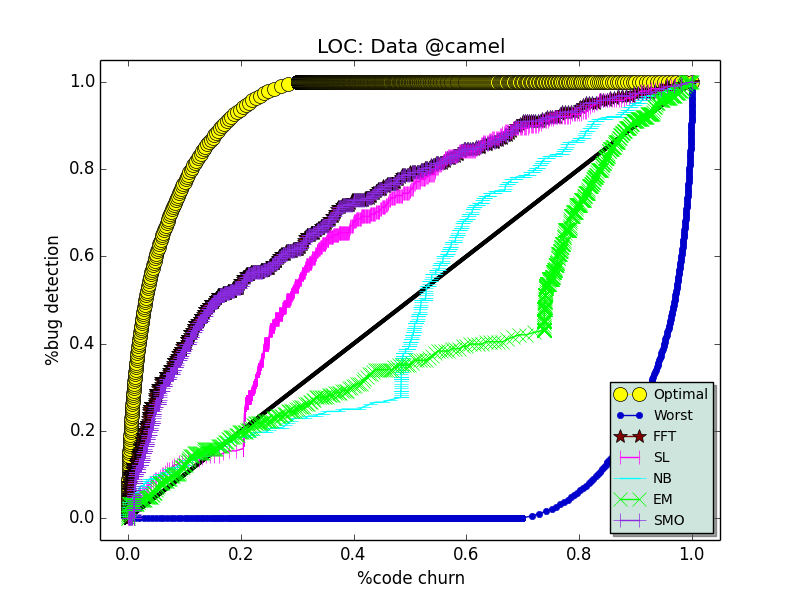 LOC: Data @camel
1.0
0.8
0.6
0.4
0.2
0.0
%bug detection
0.0 0.2 0.4 0.6 0.8 1.0
%code churn
Optimal
Worst
FFT
SL
NB
EM
SMO